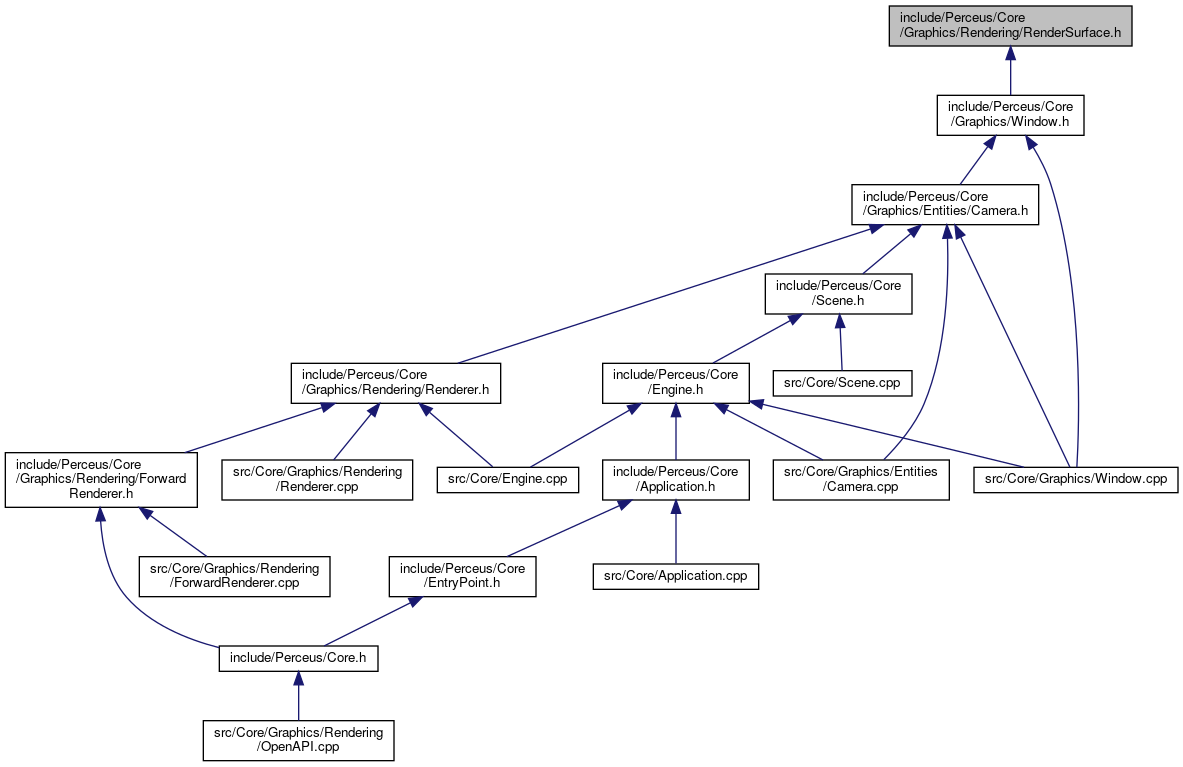 include/Perceus/Core
/Graphics/Rendering/RenderSurface.h
include/Perceus/Core
/Graphics/Window.h
include/Perceus/Core
/Graphics/Entities/Camera.h
include/Perceus/Core
/Scene.h
include/Perceus/Core
/Graphics/Rendering/Renderer.h
include/Perceus/Core
/Engine.h
src/Core/Scene.cpp
include/Perceus/Core
/Graphics/Rendering/Forward
Renderer.h
src/Core/Graphics/Rendering
/Renderer.cpp
src/Core/Engine.cpp
include/Perceus/Core
/Application.h
src/Core/Graphics/Entities
/Camera.cpp
src/Core/Graphics/Window.cpp
src/Core/Graphics/Rendering
/ForwardRenderer.cpp
include/Perceus/Core
/EntryPoint.h
src/Core/Application.cpp
include/Perceus/Core.h
src/Core/Graphics/Rendering
/OpenAPI.cpp